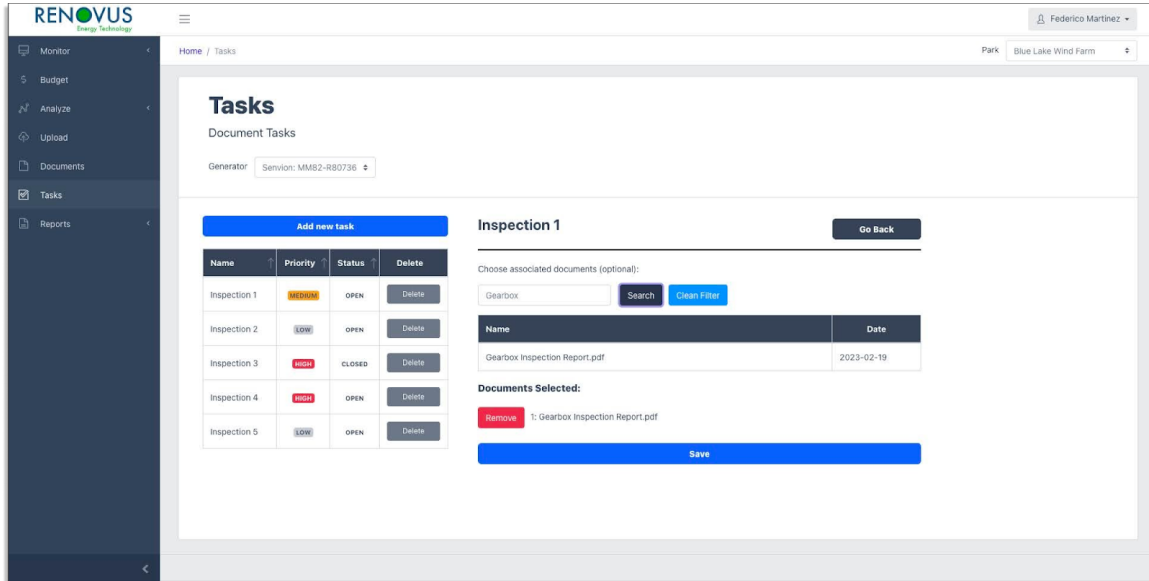 RENOVUS
Energy Technology
Federico Martínez
Monitor
Budget
Analyze
Upload
Documents
Tasks
Reports
Home / Tasks
Park Blue Lake Wind Farm
Tasks
Document Tasks
Generator Senvion: MM82-R80736
Add new task
Name Priority Status Delete
Inspection 1 MEDIUM OPEN Delete
Inspection 2 LOW OPEN Delete
Inspection 3 HIGH CLOSED Delete
Inspection 4 HIGH OPEN Delete
Inspection 5 LOW OPEN Delete
Inspection 1
Go Back
Choose associated documents (optional):
Gearbox Search Clean Filter
Name Date
Gearbox Inspection Report.pdf 2023-02-19
Documents Selected:
Remove 1: Gearbox Inspection Report.pdf
Save